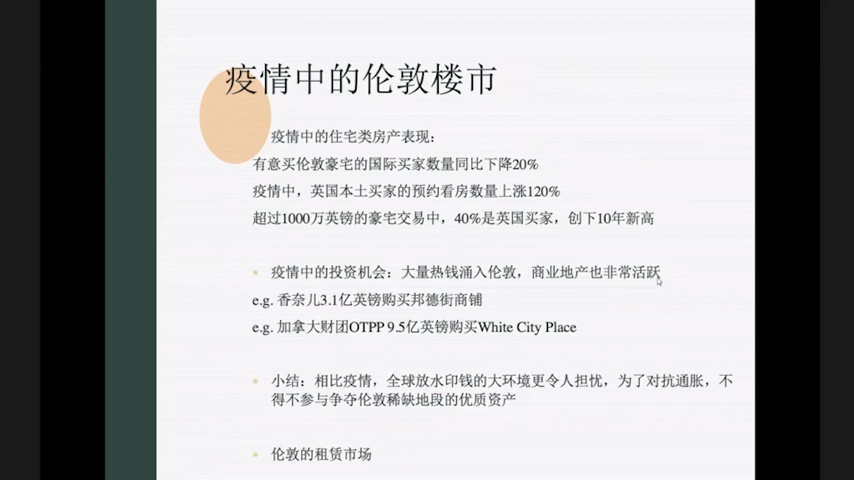 疫情中的伦敦楼市
疫情中的住宅类房产表现：
有意买伦敦豪宅的国际买家数量同比下降20%
疫情中，英国本土买家的预约看房数量上涨120%
超过1000万英镑的豪宅交易中，40%是英国买家，创下10年新高
疫情中的投资机会：大量热钱涌入伦敦，商业地产也非常活跃
e.g. 香奈儿3.1亿英镑购买邦德街商铺
e.g. 加拿大财团OTPP 9.5亿英镑购买White City Place
小结：相比疫情，全球放水印钱的大环境更令人担忧，为了对抗通胀，不
得不参与争夺伦敦稀缺地段的优质资产
伦敦的租赁市场